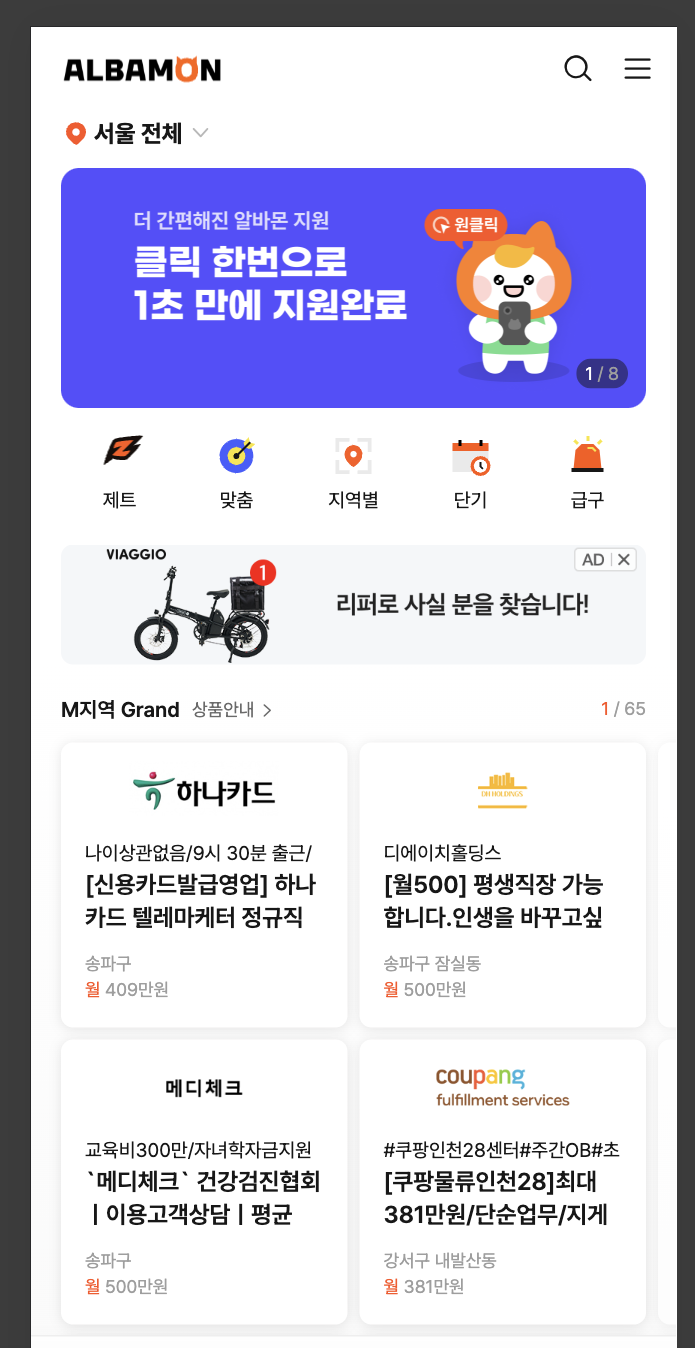 ALBAMON
서울 전체
더 간편해진 알바몬 지원
클릭 한번으로
1초 만에 지원완료
원클릭
1 / 8
제트
맞춤
지역별
단기
급구
VIAGGIO
1
리퍼로 사실 분을 찾습니다!
AD
M지역 Grand 상품안내
1 / 65
하나카드
나이상관없음/9시 30분 출근/
[신용카드발급영업] 하나
카드 텔레마케터 정규직
송파구
월 409만원
DH HOLDINGS
디에이치홀딩스
[월500] 평생직장 가능
합니다.인생을 바꾸고싶
송파구 잠실동
월 500만원
메디체크
교육비300만/자녀학자금지원
`메디체크` 건강검진협회
ㅣ이용고객상담ㅣ평균
송파구
월 500만원
coupang
fulfillment services
#쿠팡인천28센터#주간OB#초
[쿠팡물류인천28]최대
381만원/단순업무/지게
강서구 내발산동
월 381만원